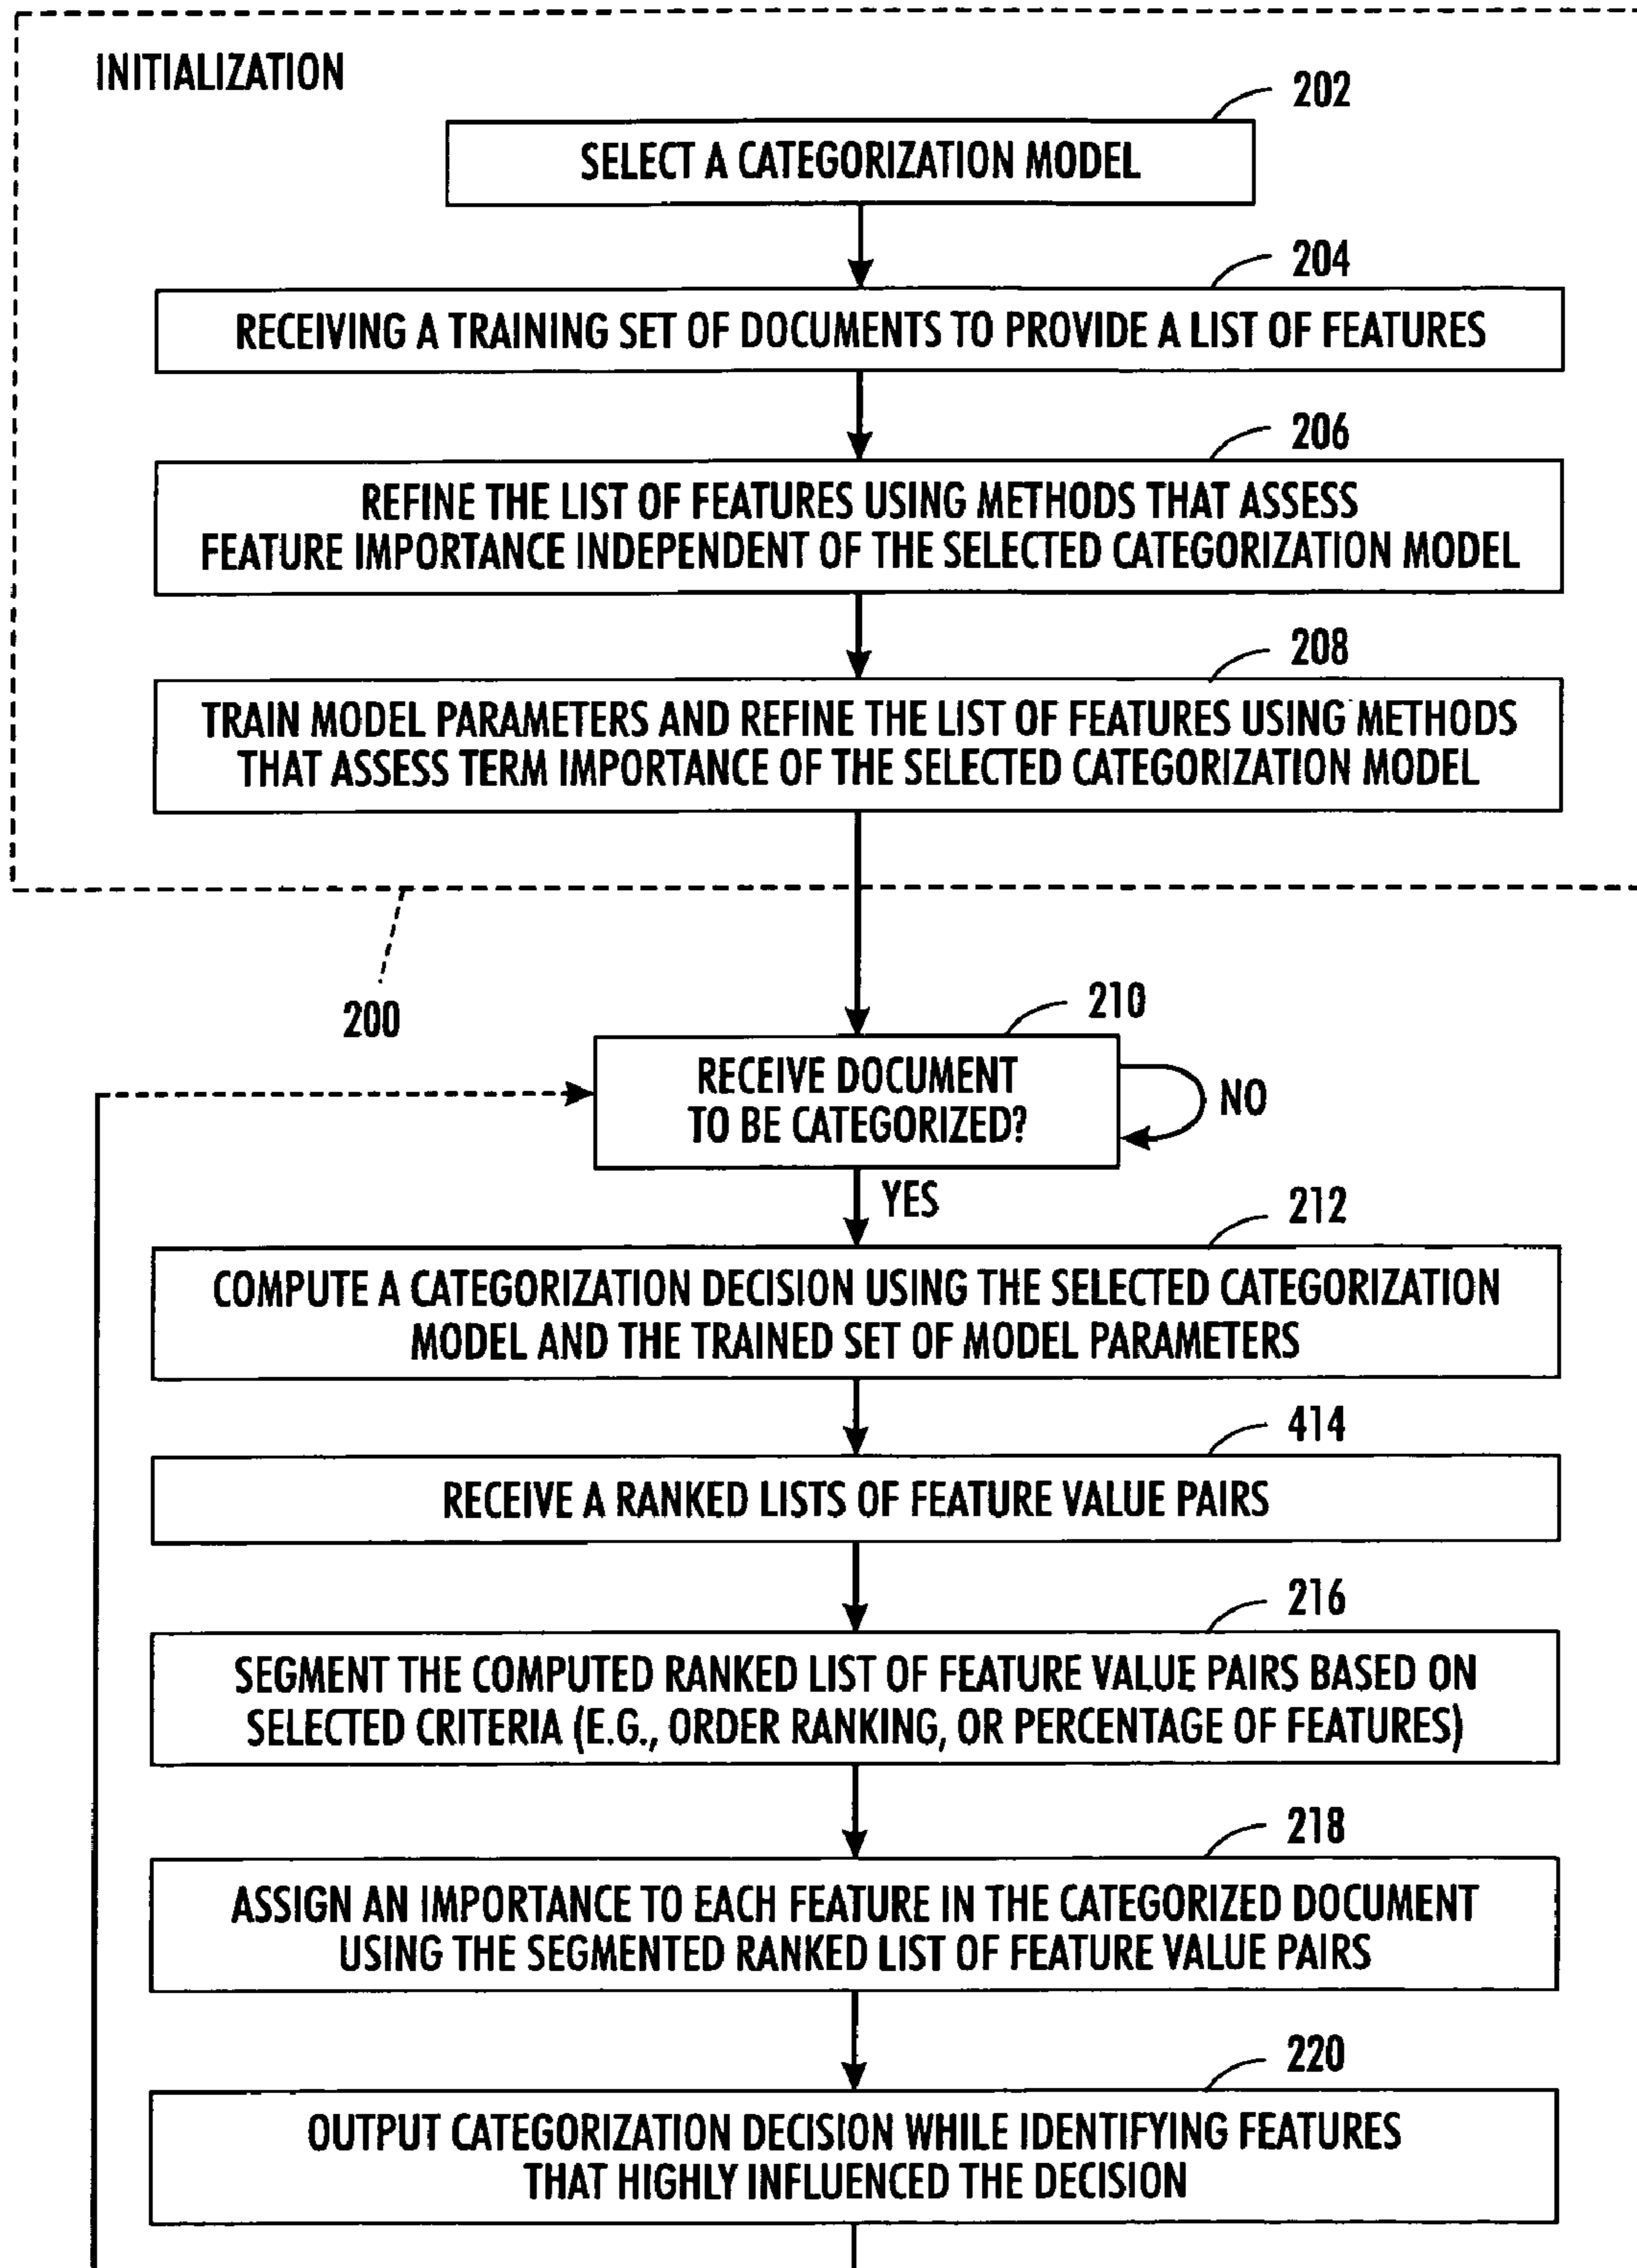 INITIALIZATION
202
SELECT A CATEGORIZATION MODEL
204
RECEIVING A TRAINING SET OF DOCUMENTS TO PROVIDE A LIST OF FEATURES
206
REFINE THE LIST OF FEATURES USING METHODS THAT ASSESS
FEATURE IMPORTANCE INDEPENDENT OF THE SELECTED CATEGORIZATION MODEL
208
TRAIN MODEL PARAMETERS AND REFINE THE LIST OF FEATURES USING METHODS
THAT ASSESS TERM IMPORTANCE OF THE SELECTED CATEGORIZATION MODEL
200
210
RECEIVE DOCUMENT
TO BE CATEGORIZED?
NO
YES
212
COMPUTE A CATEGORIZATION DECISION USING THE SELECTED CATEGORIZATION
MODEL AND THE TRAINED SET OF MODEL PARAMETERS
414
RECEIVE A RANKED LISTS OF FEATURE VALUE PAIRS
216
SEGMENT THE COMPUTED RANKED LIST OF FEATURE VALUE PAIRS BASED ON
SELECTED CRITERIA (E.G., ORDER RANKING, OR PERCENTAGE OF FEATURES)
218
ASSIGN AN IMPORTANCE TO EACH FEATURE IN THE CATEGORIZED DOCUMENT
USING THE SEGMENTED RANKED LIST OF FEATURE VALUE PAIRS
220
OUTPUT CATEGORIZATION DECISION WHILE IDENTIFYING FEATURES
THAT HIGHLY INFLUENCED THE DECISION